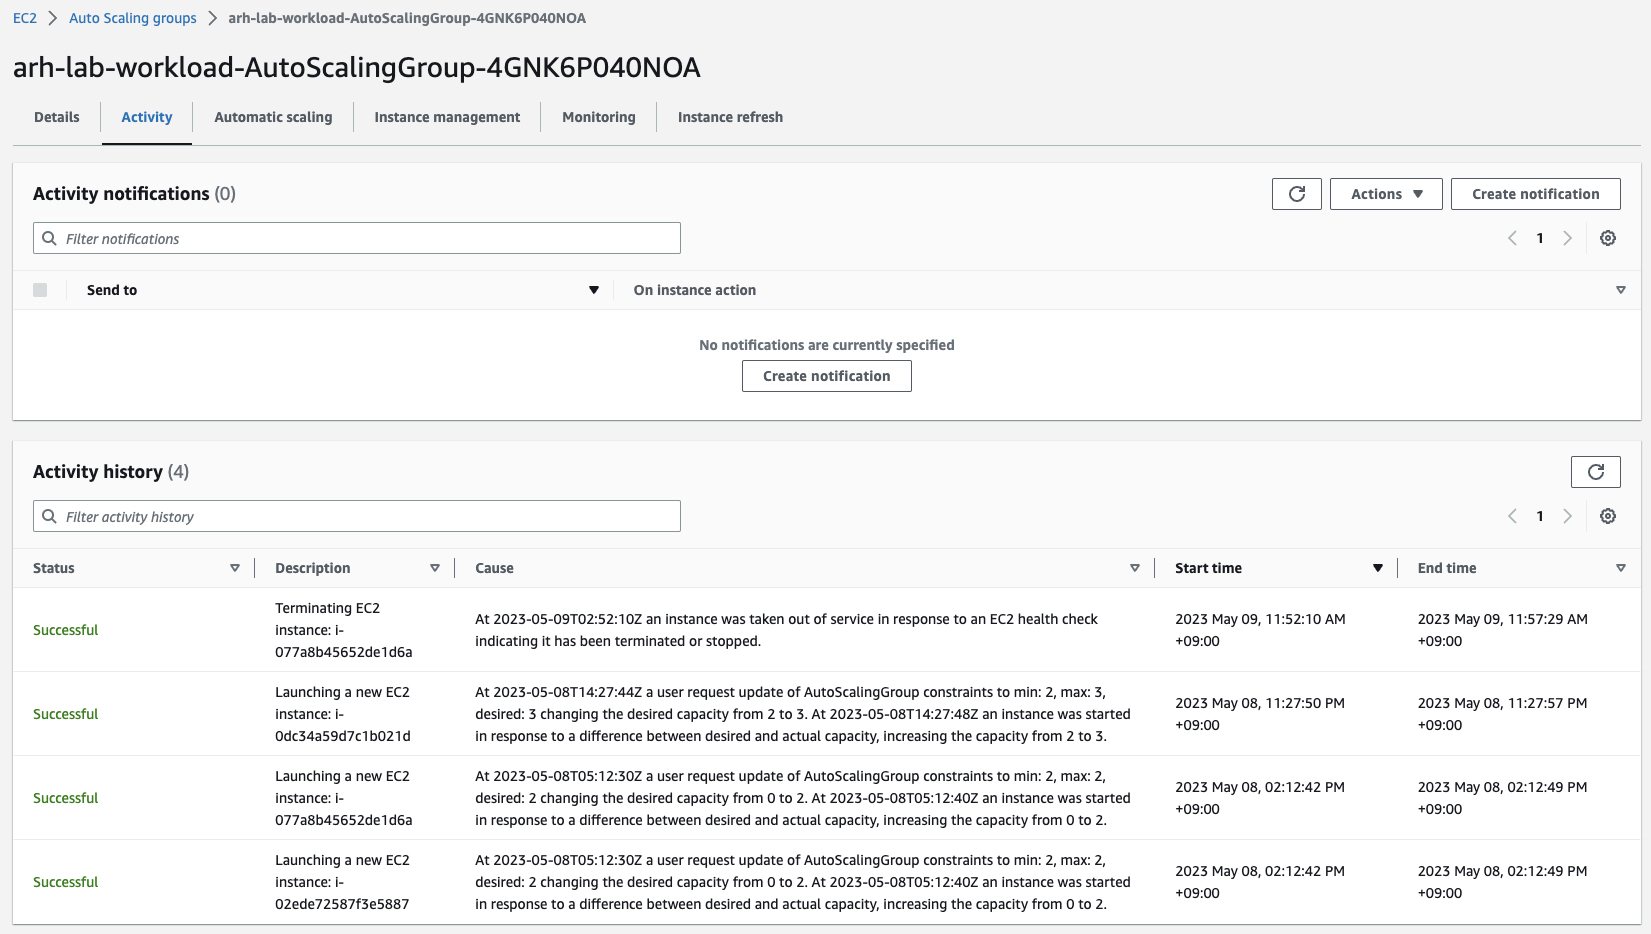 EC2 > Auto Scaling groups > arh-lab-workload-AutoScalingGroup-4GNK6P040NOA
arh-lab-workload-AutoScalingGroup-4GNK6P040NOA
Details Activity Automatic scaling Instance management Monitoring Instance refresh
Activity notifications (0)
Actions Create notification
Filter notifications
1
Send to On instance action
No notifications are currently specified
Create notification
Activity history (4)
Filter activity history
1
Status Description Cause Start time End time
Successful
Terminating EC2
instance: i-
077a8b45652de1d6a
At 2023-05-09T02:52:10Z an instance was taken out of service in response to an EC2 health check
indicating it has been terminated or stopped.
2023 May 09, 11:52:10 AM
+09:00
2023 May 09, 11:57:29 AM
+09:00
Successful
Launching a new EC2
instance: i-
0dc34a59d7c1b021d
At 2023-05-08T14:27:44Z a user request update of AutoScalingGroup constraints to min: 2, max: 3,
desired: 3 changing the desired capacity from 2 to 3. At 2023-05-08T14:27:48Z an instance was started
in response to a difference between desired and actual capacity, increasing the capacity from 2 to 3.
2023 May 08, 11:27:50 PM
+09:00
2023 May 08, 11:27:57 PM
+09:00
Successful
Launching a new EC2
instance: i-
077a8b45652de1d6a
At 2023-05-08T05:12:30Z a user request update of AutoScalingGroup constraints to min: 2, max: 2,
desired: 2 changing the desired capacity from 0 to 2. At 2023-05-08T05:12:40Z an instance was started
in response to a difference between desired and actual capacity, increasing the capacity from 0 to 2.
2023 May 08, 02:12:42 PM
+09:00
2023 May 08, 02:12:49 PM
+09:00
Successful
Launching a new EC2
instance: i-
02ede72587f3e5887
At 2023-05-08T05:12:30Z a user request update of AutoScalingGroup constraints to min: 2, max: 2,
desired: 2 changing the desired capacity from 0 to 2. At 2023-05-08T05:12:40Z an instance was started
in response to a difference between desired and actual capacity, increasing the capacity from 0 to 2.
2023 May 08, 02:12:42 PM
+09:00
2023 May 08, 02:12:49 PM
+09:00